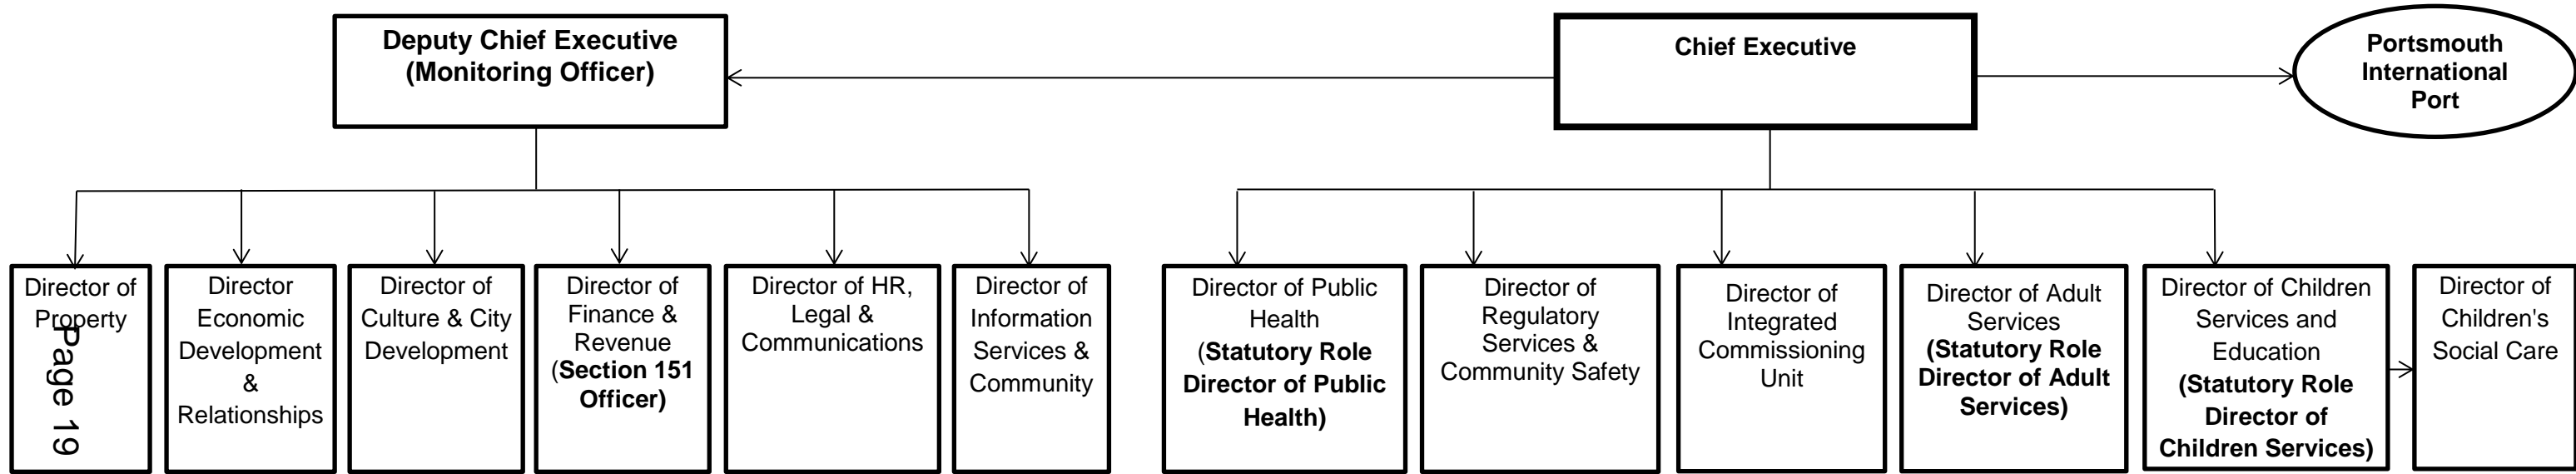 Deputy Chief Executive
(Monitoring Officer)
Chief Executive
Portsmouth
International
Port
Director of
Property
Director
Economic
Development
&
Relationships
Director of
Culture & City
Development
Director of
Finance &
Revenue
(Section 151
Officer)
Director of HR,
Legal &
Communications
Director of
Information
Services &
Community
Director of Public
Health
(Statutory Role
Director of Public
Health)
Director of
Regulatory
Services &
Community Safety
Director of
Integrated
Commissioning
Unit
Director of Adult
Services
(Statutory Role
Director of Adult
Services)
Director of Children
Services and
Education
(Statutory Role
Director of
Children Services)
Director of
Children's
Social Care
Page 19